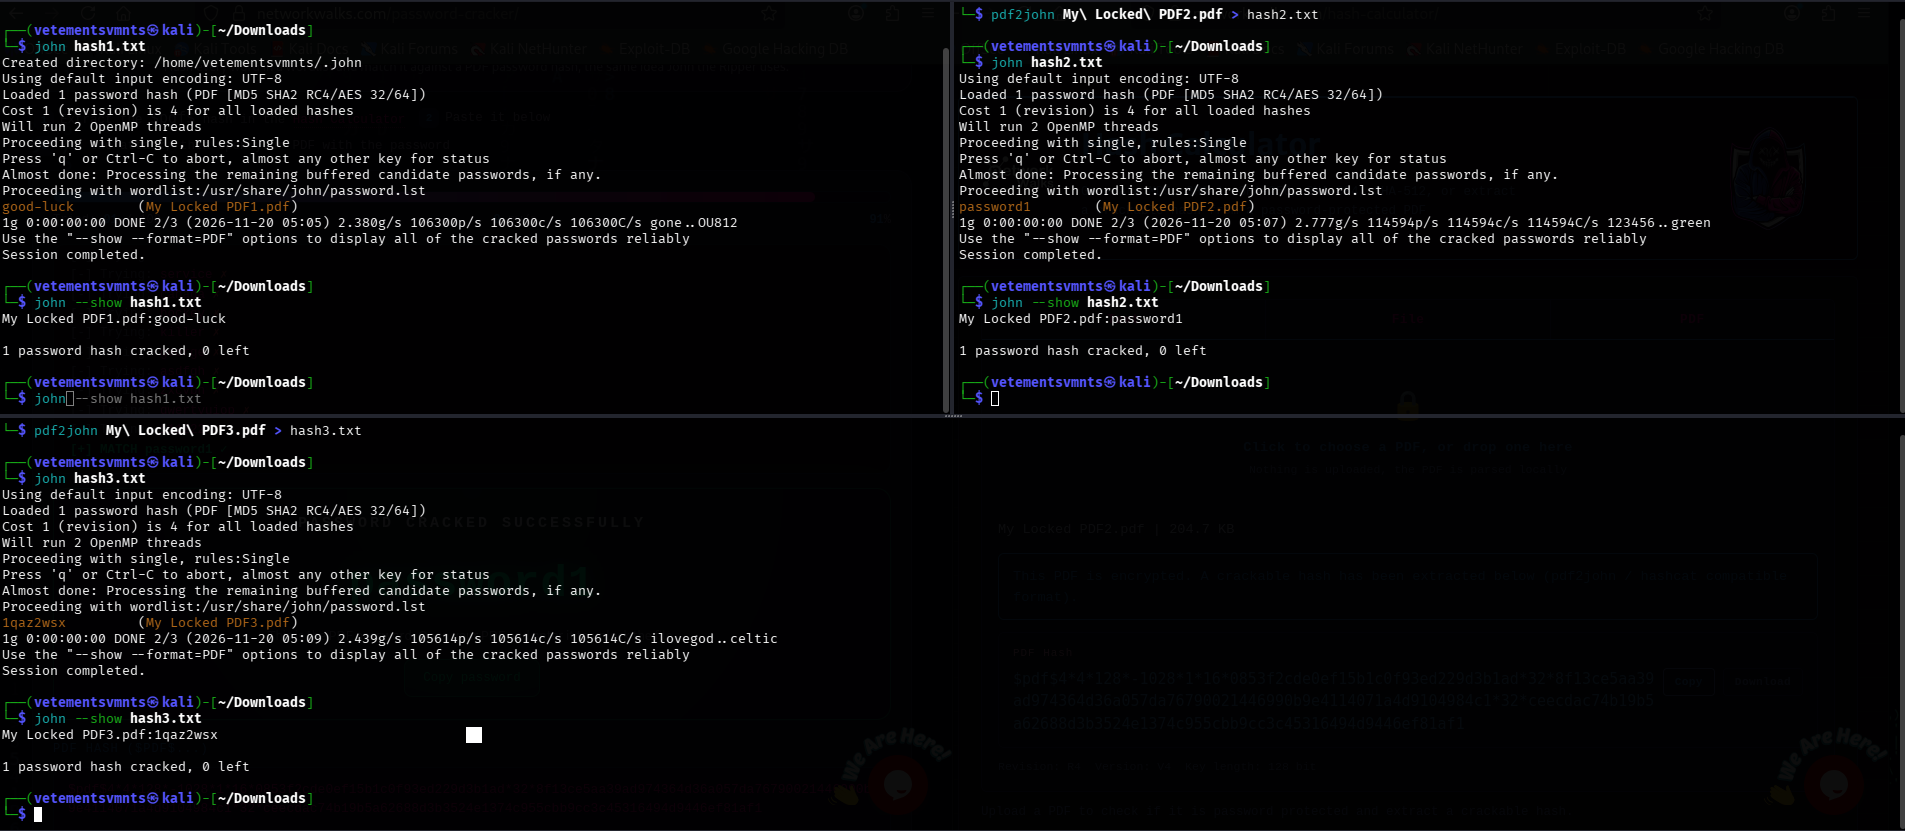 ┌──(vetementsvmnts㉿kali)-[~/Downloads]
└─$ john hash1.txt
Created directory: /home/vetementsvmnts/.john
Using default input encoding: UTF-8
Loaded 1 password hash (PDF [MD5 SHA2 RC4/AES 32/64])
Cost 1 (revision) is 4 for all loaded hashes
Will run 2 OpenMP threads
Proceeding with single, rules:Single
Press 'q' or Ctrl-C to abort, almost any other key for status
Almost done: Processing the remaining buffered candidate passwords, if any.
Proceeding with wordlist:/usr/share/john/password.lst
good-luck        (My Locked PDF1.pdf)
1g 0:00:00:00 DONE 2/3 (2026-11-20 05:05) 2.380g/s 106300p/s 106300c/s 106300C/s gone..OU812
Use the "--show --format=PDF" options to display all of the cracked passwords reliably
Session completed.
┌──(vetementsvmnts㉿kali)-[~/Downloads]
└─$ john --show hash1.txt
My Locked PDF1.pdf:good-luck
1 password hash cracked, 0 left
┌──(vetementsvmnts㉿kali)-[~/Downloads]
└─$ john --show hash1.txt
└─$ pdf2john My\ Locked\ PDF2.pdf > hash2.txt
┌──(vetementsvmnts㉿kali)-[~/Downloads]
└─$ john hash2.txt
Using default input encoding: UTF-8
Loaded 1 password hash (PDF [MD5 SHA2 RC4/AES 32/64])
Cost 1 (revision) is 4 for all loaded hashes
Will run 2 OpenMP threads
Proceeding with single, rules:Single
Press 'q' or Ctrl-C to abort, almost any other key for status
Almost done: Processing the remaining buffered candidate passwords, if any.
Proceeding with wordlist:/usr/share/john/password.lst
password1        (My Locked PDF2.pdf)
1g 0:00:00:00 DONE 2/3 (2026-11-20 05:07) 2.777g/s 114594p/s 114594c/s 114594C/s 123456..green
Use the "--show --format=PDF" options to display all of the cracked passwords reliably
Session completed.
┌──(vetementsvmnts㉿kali)-[~/Downloads]
└─$ john --show hash2.txt
My Locked PDF2.pdf:password1
1 password hash cracked, 0 left
┌──(vetementsvmnts㉿kali)-[~/Downloads]
└─$
└─$ pdf2john My\ Locked\ PDF3.pdf > hash3.txt
┌──(vetementsvmnts㉿kali)-[~/Downloads]
└─$ john hash3.txt
Using default input encoding: UTF-8
Loaded 1 password hash (PDF [MD5 SHA2 RC4/AES 32/64])
Cost 1 (revision) is 4 for all loaded hashes
Will run 2 OpenMP threads
Proceeding with single, rules:Single
Press 'q' or Ctrl-C to abort, almost any other key for status
Almost done: Processing the remaining buffered candidate passwords, if any.
Proceeding with wordlist:/usr/share/john/password.lst
1qaz2wsx         (My Locked PDF3.pdf)
1g 0:00:00:00 DONE 2/3 (2026-11-20 05:09) 2.439g/s 105614p/s 105614c/s 105614C/s ilovegod..celtic
Use the "--show --format=PDF" options to display all of the cracked passwords reliably
Session completed.
┌──(vetementsvmnts㉿kali)-[~/Downloads]
└─$ john --show hash3.txt
My Locked PDF3.pdf:1qaz2wsx
1 password hash cracked, 0 left
┌──(vetementsvmnts㉿kali)-[~/Downloads]
└─$
My Locked PDF2.pdf | 204.7 KB
PDF Hash
Copy password
We Are Here!
We Are Here!